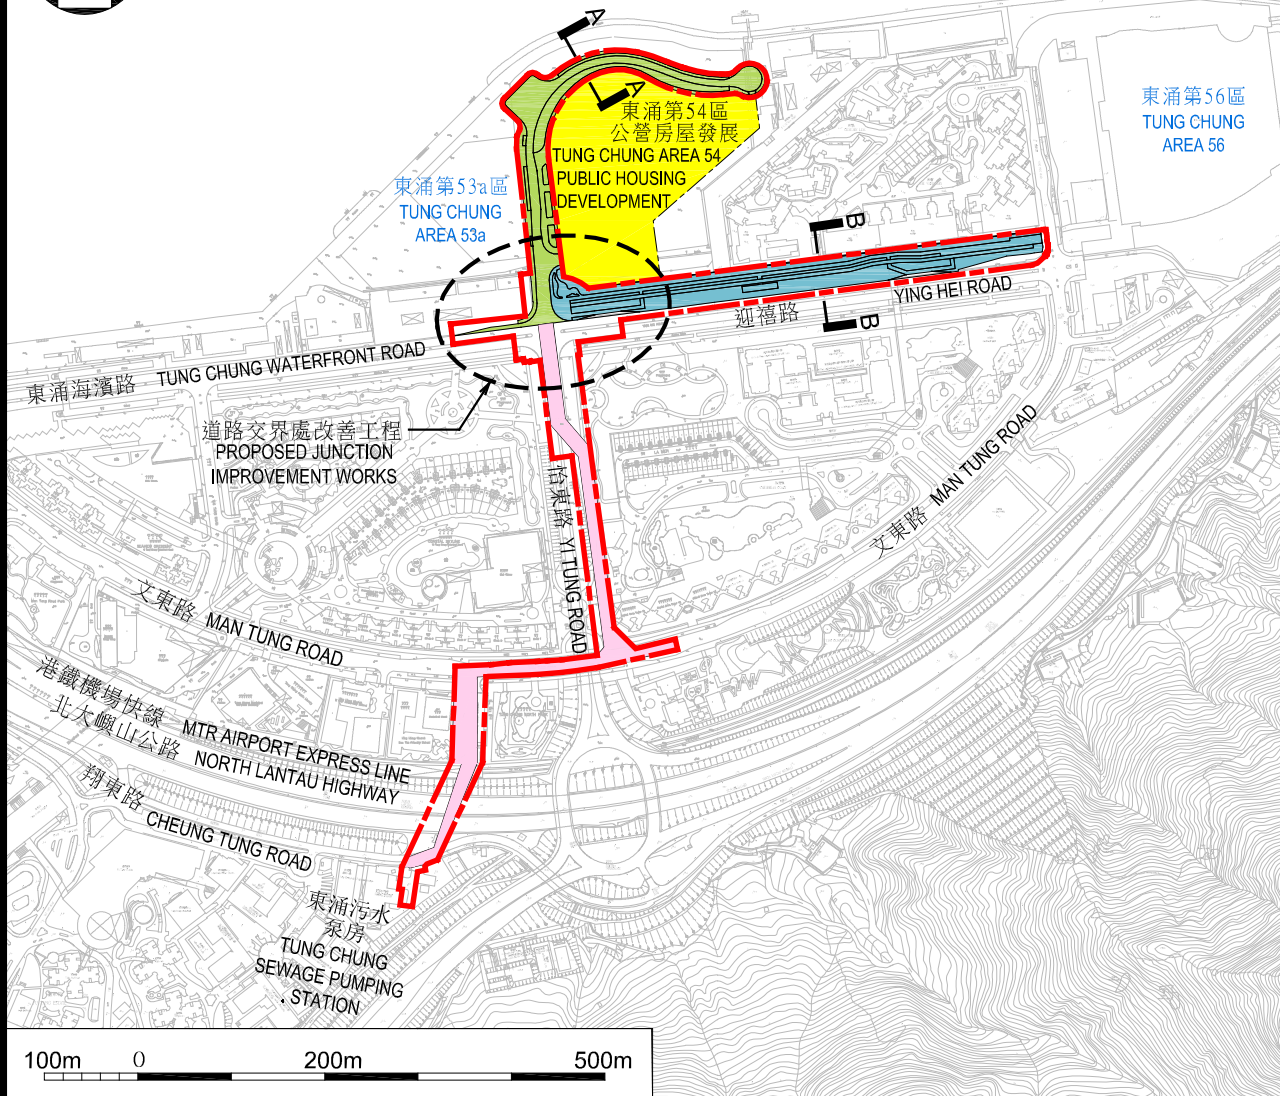 A
A
東涌第54區
公營房屋發展
TUNG CHUNG AREA 54
PUBLIC HOUSING
DEVELOPMENT
東涌第56區
TUNG CHUNG
AREA 56
東涌第53a區
TUNG CHUNG
AREA 53a
B
B
YING HEI ROAD
迎禧路
東涌海濱路 TUNG CHUNG WATERFRONT ROAD
道路交界處改善工程
PROPOSED JUNCTION
IMPROVEMENT WORKS
怡東路 YI TUNG ROAD
文東路 MAN TUNG ROAD
文東路 MAN TUNG ROAD
港鐵機場快線 MTR AIRPORT EXPRESS LINE
北大嶼山公路 NORTH LANTAU HIGHWAY
翔東路 CHEUNG TUNG ROAD
東涌污水
泵房
TUNG CHUNG
SEWAGE PUMPING
STATION
100m 0 200m 500m